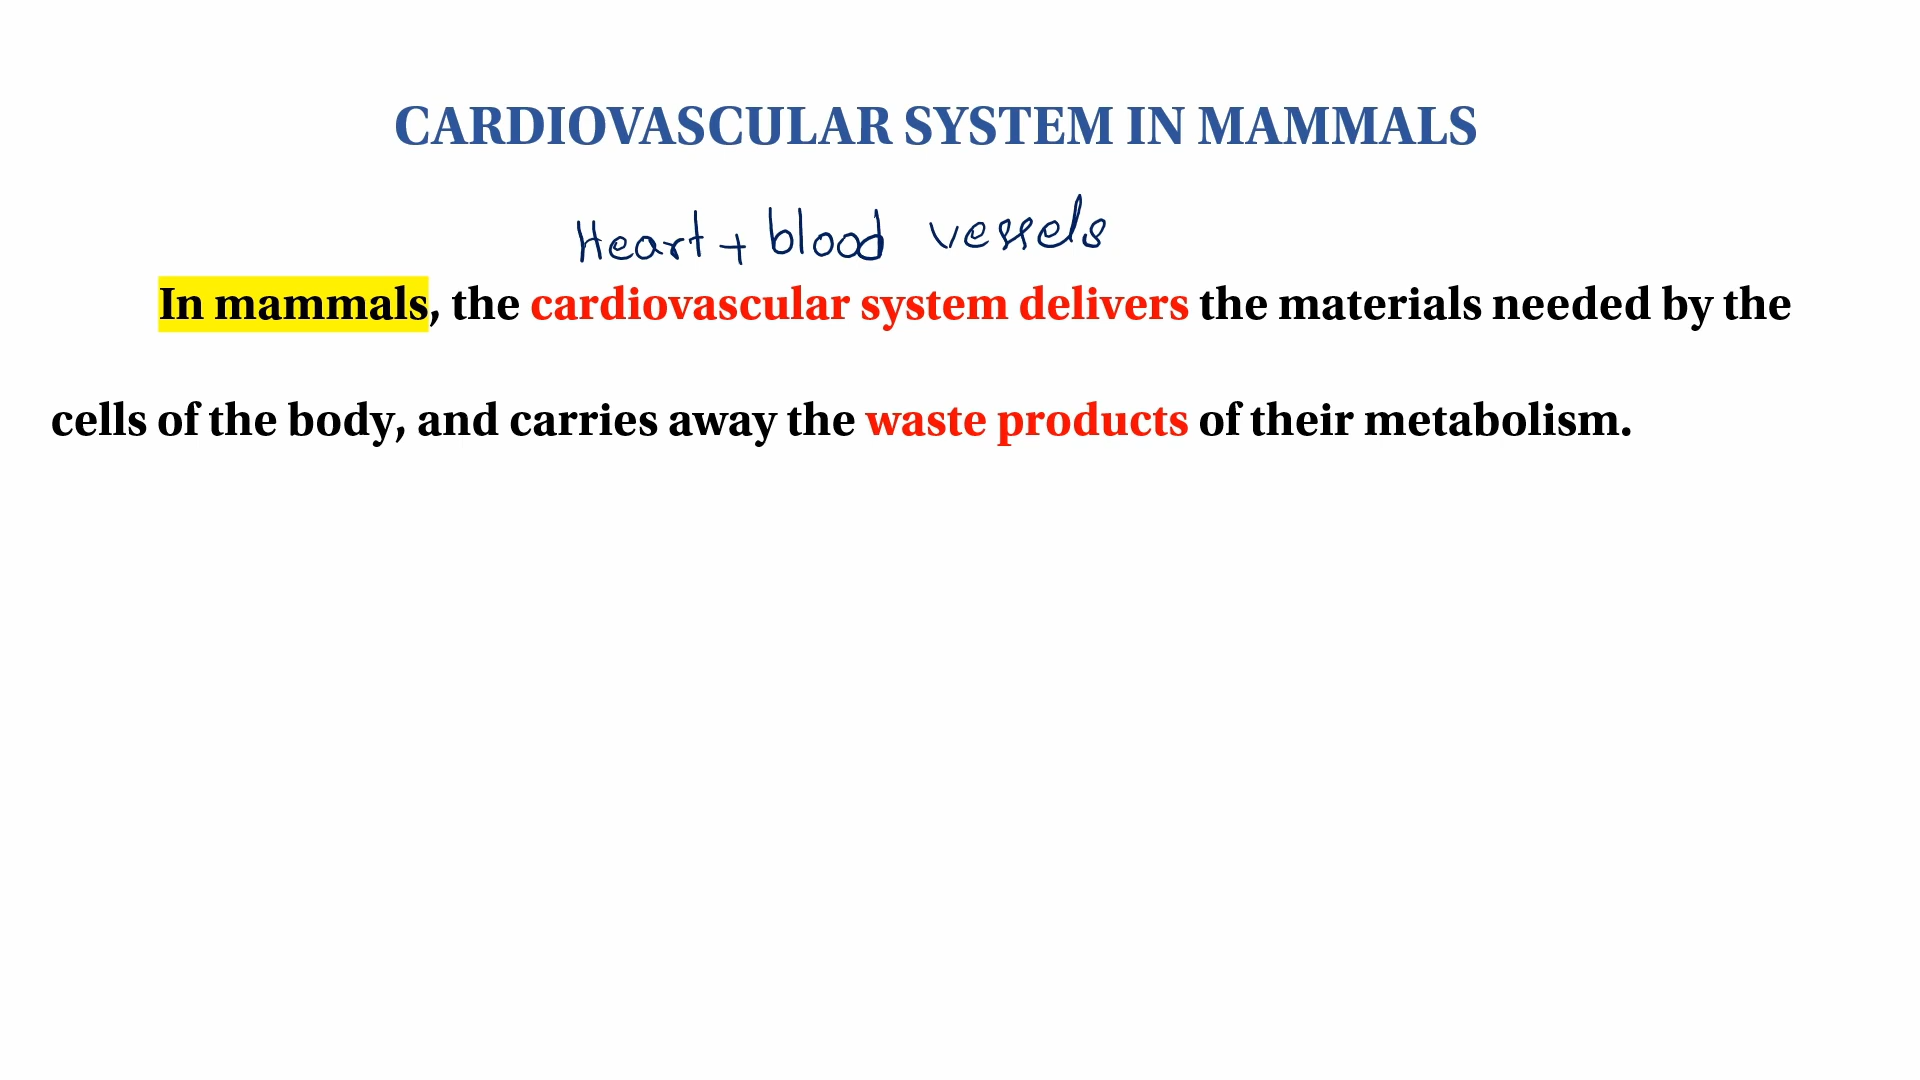 CARDIOVASCULAR SYSTEM IN MAMMALS
Heart + blood vessels
In mammals, the cardiovascular system delivers the materials needed by the
cells of the body, and carries away the waste products of their metabolism.